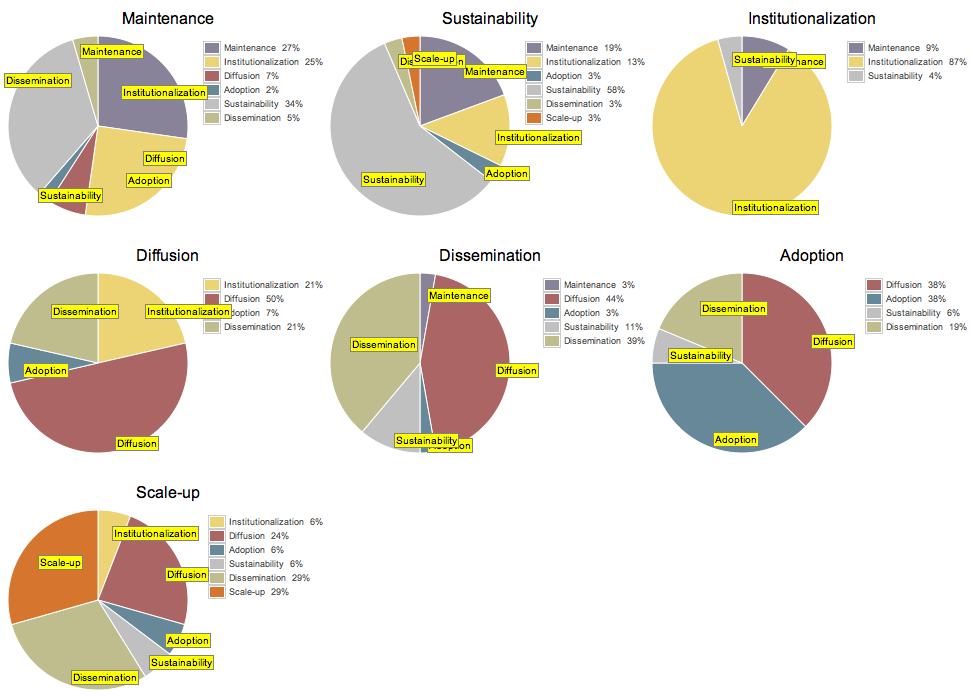 Maintenance
Maintenance
Dissemination
Institutionalization
Diffusion
Adoption
Sustainability
Maintenance 27%
Institutionalization 25%
Diffusion 7%
Adoption 2%
Sustainability 34%
Dissemination 5%
Sustainability
Scale-up
Maintenance
Institutionalization
Adoption
Sustainability
Maintenance 19%
Institutionalization 13%
Adoption 3%
Sustainability 58%
Dissemination 3%
Scale-up 3%
Institutionalization
Sustainability
Institutionalization
Maintenance 9%
Institutionalization 87%
Sustainability 4%
Diffusion
Dissemination
Institutionalization
Adoption
Diffusion
Institutionalization 21%
Diffusion 50%
Adoption 7%
Dissemination 21%
Dissemination
Maintenance
Dissemination
Diffusion
Sustainability
Maintenance 3%
Diffusion 44%
Adoption 3%
Sustainability 11%
Dissemination 39%
Adoption
Dissemination
Diffusion
Sustainability
Adoption
Diffusion 38%
Adoption 38%
Sustainability 6%
Dissemination 19%
Scale-up
Institutionalization
Scale-up
Diffusion
Adoption
Sustainability
Dissemination
Institutionalization 6%
Diffusion 24%
Adoption 6%
Sustainability 6%
Dissemination 29%
Scale-up 29%